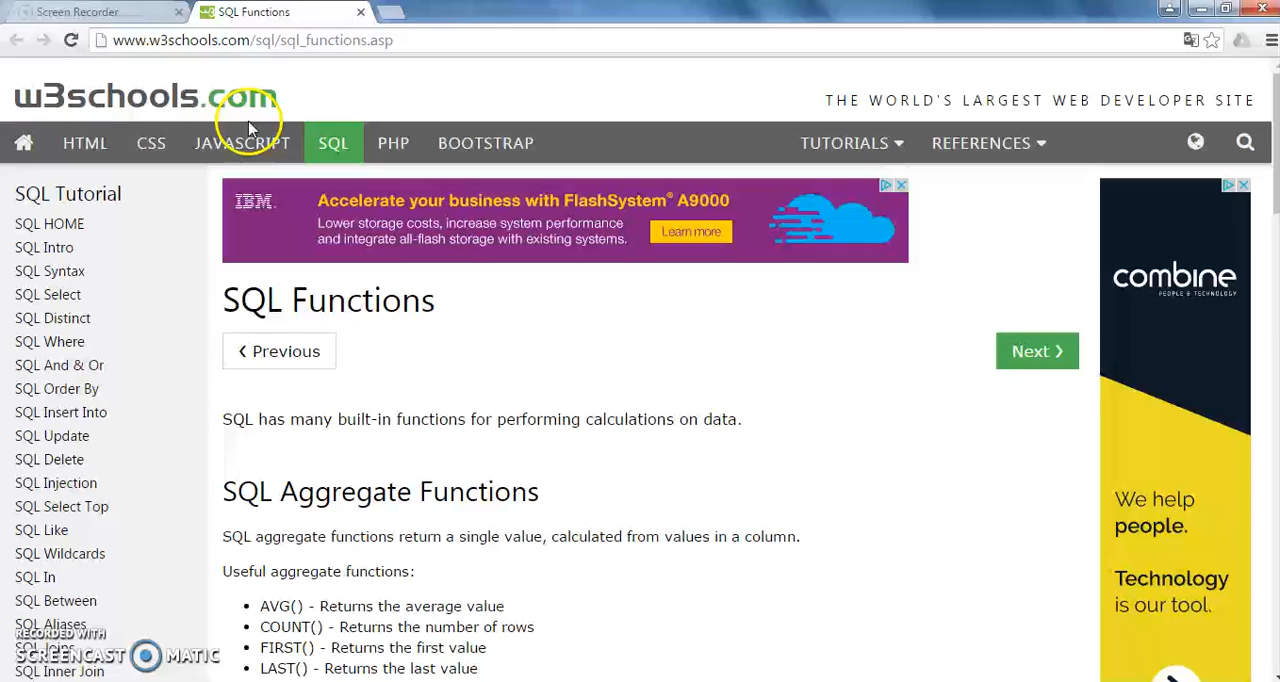 Screen Recorder
SQL Functions
www.w3schools.com/sql/sql_functions.asp
w3schools.com
THE WORLD'S LARGEST WEB DEVELOPER SITE
HTML CSS JAVASCRIPT SQL PHP BOOTSTRAP TUTORIALS REFERENCES
SQL Tutorial
SQL HOME
SQL Intro
SQL Syntax
SQL Select
SQL Distinct
SQL Where
SQL And & Or
SQL Order By
SQL Insert Into
SQL Update
SQL Delete
SQL Injection
SQL Select Top
SQL Like
SQL Wildcards
SQL In
SQL Between
SQL Aliases
SQL Joins
SQL Inner Join
RECORDED WITH
SCREENCAST MATIC
IBM.
Accelerate your business with FlashSystem® A9000
Lower storage costs, increase system performance
and integrate all-flash storage with existing systems.
Learn more
SQL Functions
❮ Previous
Next ❯
SQL has many built-in functions for performing calculations on data.
SQL Aggregate Functions
SQL aggregate functions return a single value, calculated from values in a column.
Useful aggregate functions:
• AVG() - Returns the average value
• COUNT() - Returns the number of rows
• FIRST() - Returns the first value
• LAST() - Returns the last value
combine
PEOPLE & TECHNOLOGY
We help
people.
Technology
is our tool.